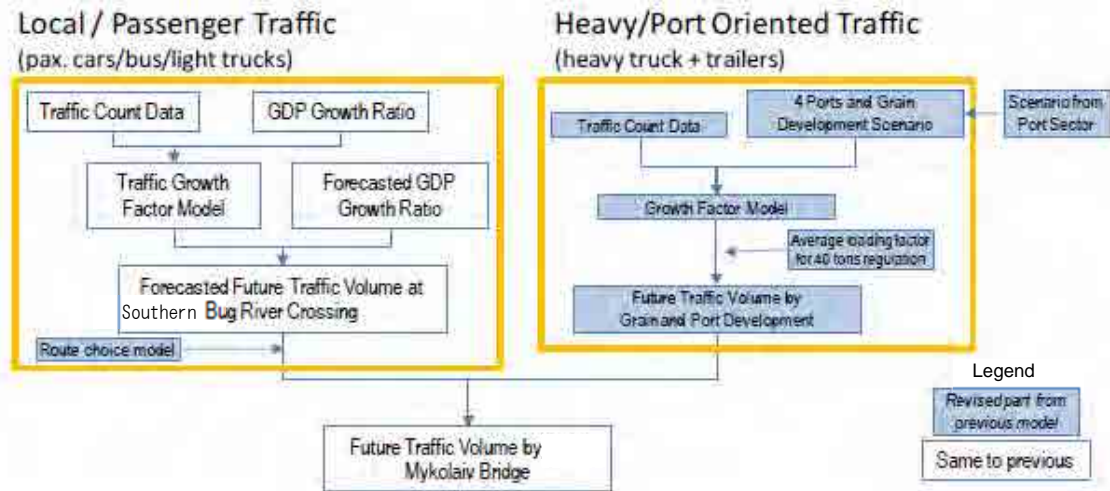 Local / Passenger Traffic
(pax. cars/bus/light trucks)
Traffic Count Data
GDP Growth Ratio
Traffic Growth
Factor Model
Forecasted GDP
Growth Ratio
Forecasted Future Traffic Volume at
Southern Bug River Crossing
Route choice model
Heavy/Port Oriented Traffic
(heavy truck + trailers)
Traffic Count Data
4 Ports and Grain
Development Scenario
Scenario from
Port Sector
Growth Factor Model
Average loading factor
for 40 tons regulation
Future Traffic Volume by
Grain and Port Development
Future Traffic Volume by
Mykolaiv Bridge
Legend
Revised part from
previous model
Same to previous